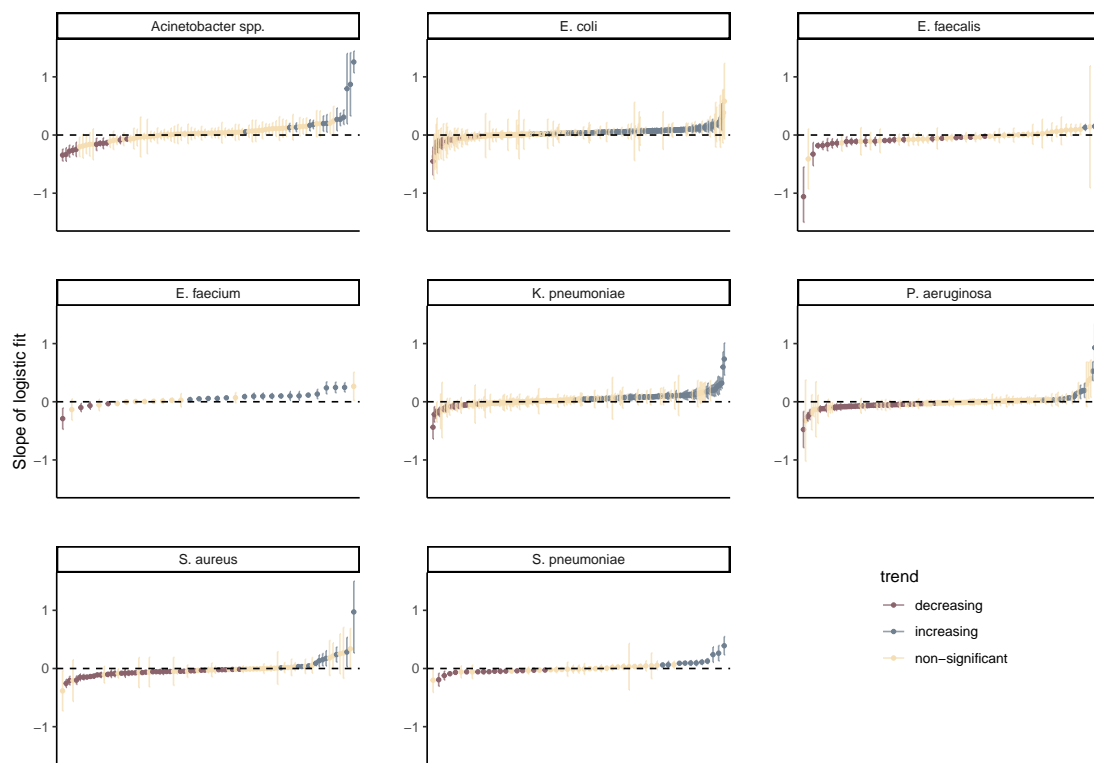 Acinetobacter spp.
E. coli
E. faecalis
1
0
−1
1
0
−1
1
0
−1
E. faecium
K. pneumoniae
P. aeruginosa
Slope of logistic fit
1
0
−1
1
0
−1
1
0
−1
S. aureus
S. pneumoniae
1
0
−1
1
0
−1
trend
decreasing
increasing
non−significant